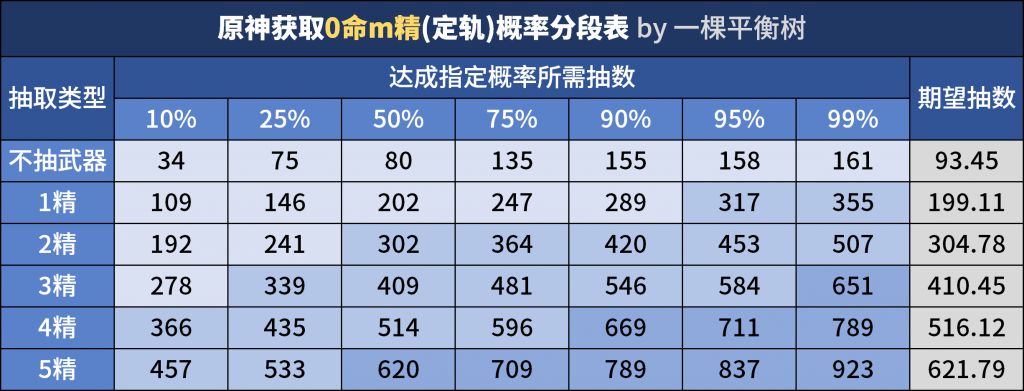 原神获取0命m精(定轨)概率分段表 by 一棵平衡树
抽取类型 达成指定概率所需抽数 期望抽数
10% 25% 50% 75% 90% 95% 99%
不抽武器 34 75 80 135 155 158 161 93.45
1精 109 146 202 247 289 317 355 199.11
2精 192 241 302 364 420 453 507 304.78
3精 278 339 409 481 546 584 651 410.45
4精 366 435 514 596 669 711 789 516.12
5精 457 533 620 709 789 837 923 621.79